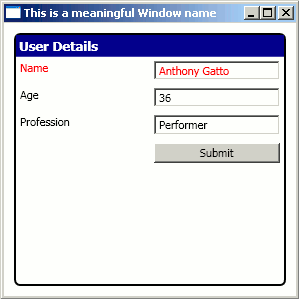 This is a meaningful Window name
User Details
Name Anthony Gatto
Age 36
Profession Performer
Submit